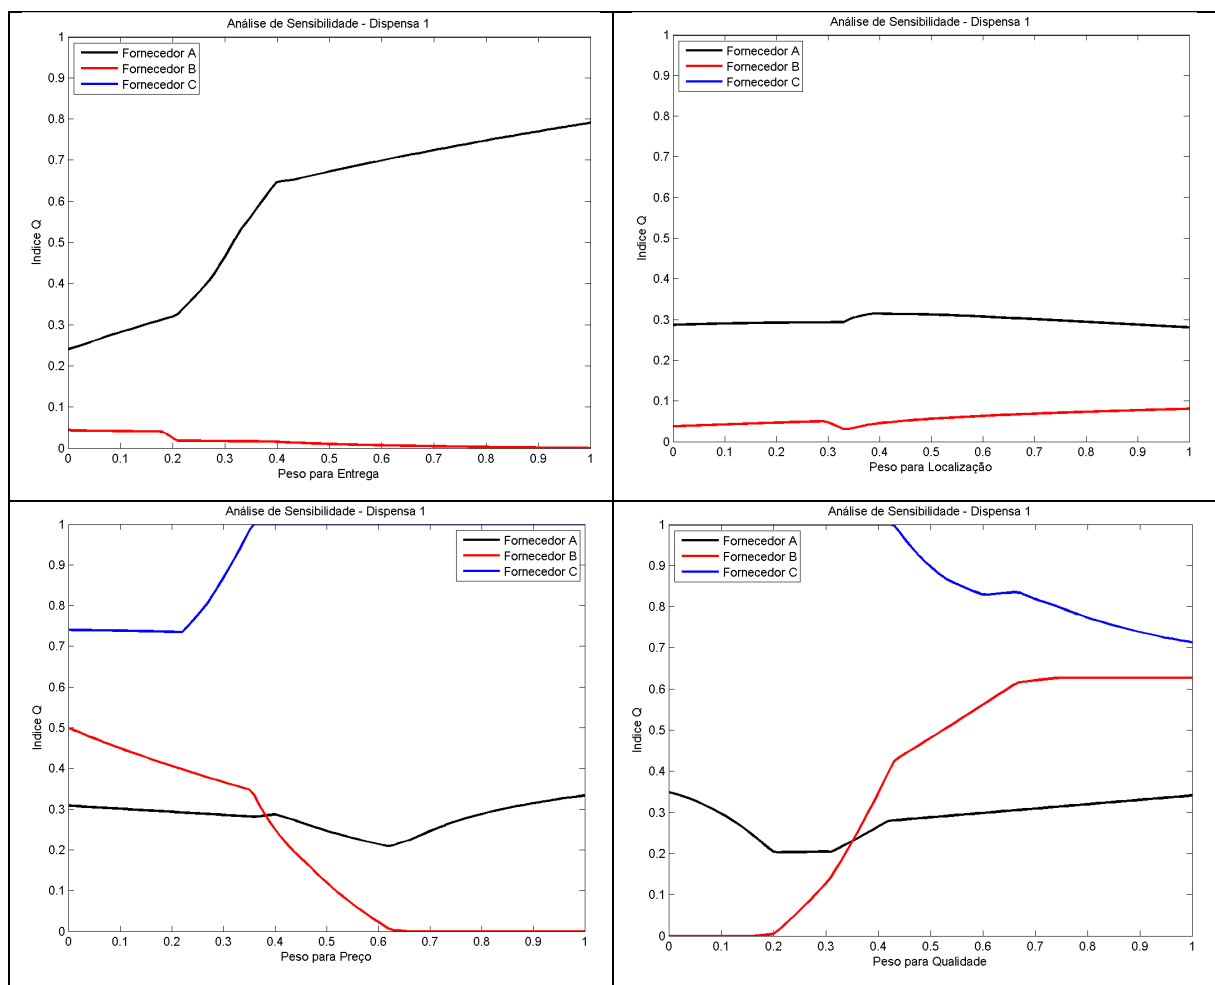 Análise de Sensibilidade - Dispensa 1
1
0.9
0.8
0.7
0.6
0.5
0.4
0.3
0.2
0.1
0
Fornecedor A
Fornecedor B
Fornecedor C
Indice Q
0 0.1 0.2 0.3 0.4 0.5 0.6 0.7 0.8 0.9 1
Peso para Entrega
Análise de Sensibilidade - Dispensa 1
1
0.9
0.8
0.7
0.6
0.5
0.4
0.3
0.2
0.1
0
Fornecedor A
Fornecedor B
Fornecedor C
Indice Q
0 0.1 0.2 0.3 0.4 0.5 0.6 0.7 0.8 0.9 1
Peso para Localização
Análise de Sensibilidade - Dispensa 1
1
0.9
0.8
0.7
0.6
0.5
0.4
0.3
0.2
0.1
0
Fornecedor A
Fornecedor B
Fornecedor C
Indice Q
0 0.1 0.2 0.3 0.4 0.5 0.6 0.7 0.8 0.9 1
Peso para Preço
Análise de Sensibilidade - Dispensa 1
1
0.9
0.8
0.7
0.6
0.5
0.4
0.3
0.2
0.1
0
Fornecedor A
Fornecedor B
Fornecedor C
Indice Q
0 0.1 0.2 0.3 0.4 0.5 0.6 0.7 0.8 0.9 1
Peso para Qualidade